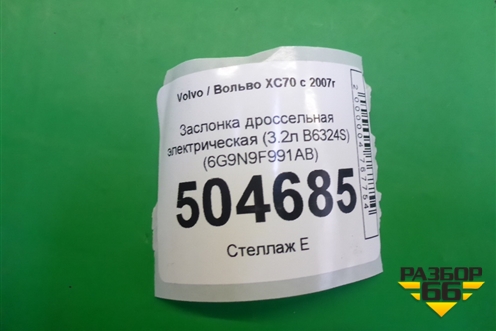 Volvo / Вольво XC70 с 2007г
Заслонка дроссельная
электрическая (3.2л B6324S)
(6G9N9F991AB)
504685
Стеллаж Е
РАЗБОР
66